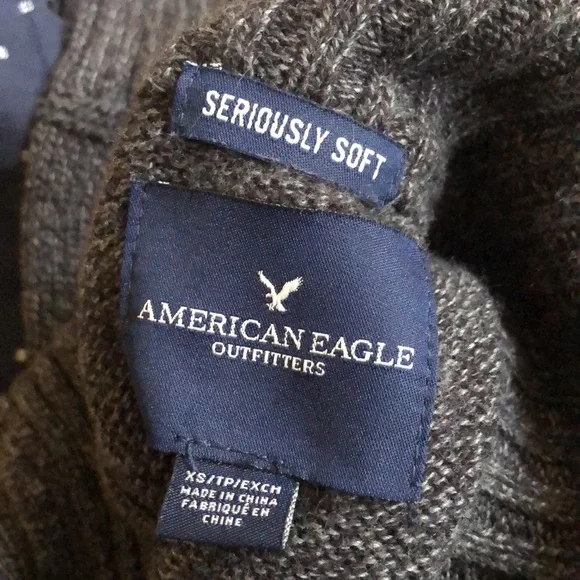 SERIOUSLY SOFT
AMERICAN EAGLE
OUTFITTERS
XS/TP/EXCH
MADE IN CHINA
FABRIQUÉ EN
CHINE